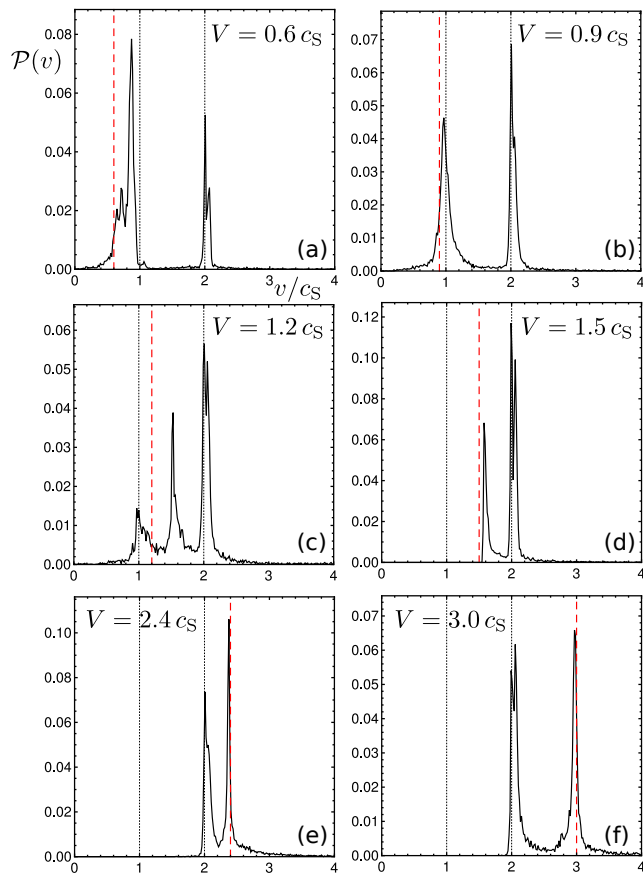 0.08
𝒫(v)
0.06
0.04
0.02
0.00
V = 0.6 c_S
(a)
0 1 2 3 4
v/c_S
0.07
0.06
0.05
0.04
0.03
0.02
0.01
0.00
V = 0.9 c_S
(b)
0 1 2 3 4
0.06
0.05
0.04
0.03
0.02
0.01
0.00
V = 1.2 c_S
(c)
0 1 2 3 4
0.12
0.10
0.08
0.06
0.04
0.02
0.00
V = 1.5 c_S
(d)
0 1 2 3 4
0.10
0.08
0.06
0.04
0.02
0.00
V = 2.4 c_S
(e)
0 1 2 3 4
0.07
0.06
0.05
0.04
0.03
0.02
0.01
0.00
V = 3.0 c_S
(f)
0 1 2 3 4